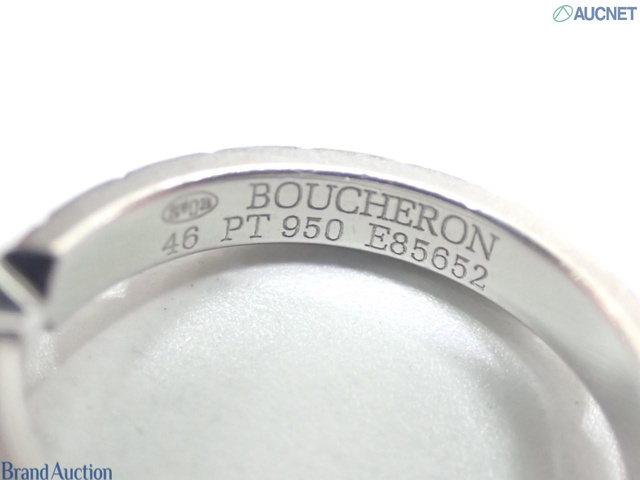 AUCNET
BOUCHERON
46 PT 950 E85652
Brand Auction